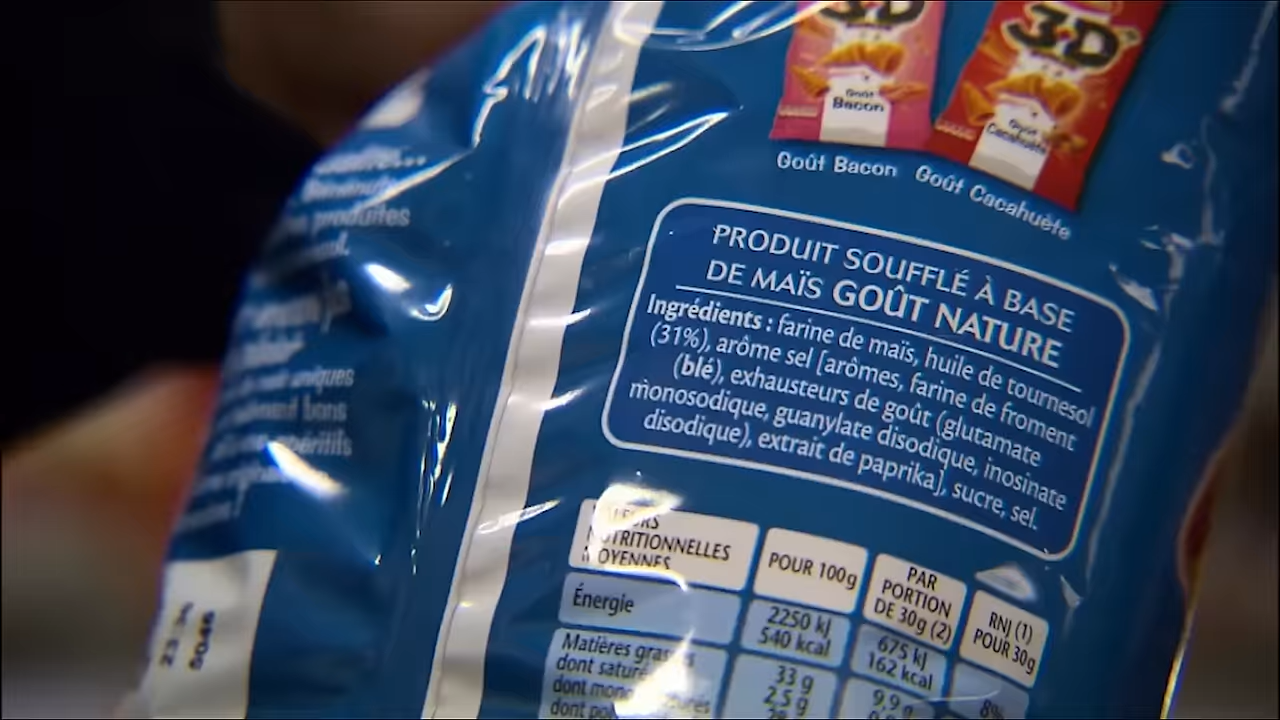 3D
Goût
Bacon
3D
Goût
Cacahuète
Goût Bacon
Goût Cacahuète
produites
uniques
bons
PRODUIT SOUFFLÉ À BASE
DE MAÏS GOÛT NATURE
Ingrédients : farine de maïs, huile de tournesol
(31%), arôme sel [arômes, farine de froment
(blé), exhausteurs de goût (glutamate
monosodique, guanylate disodique, inosinate
disodique), extrait de paprika], sucre, sel.
NUTRITIONNELLES
MOYENNES
POUR 100g
PAR
PORTION
DE 30g (2)
RNJ (1)
POUR 30g
Énergie
2250 kJ
540 kcal
675 kJ
162 kcal
8%
Matières grasses
dont
dont
dont
33 g
2,5 g
9,9 g